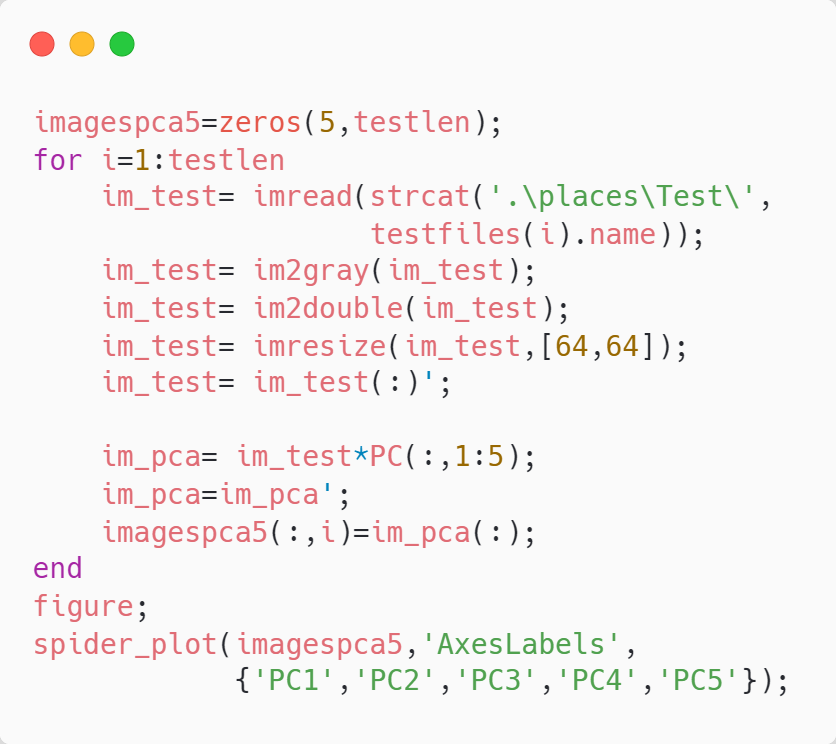 imagespca5=zeros(5,testlen);
for i=1:testlen
    im_test= imread(strcat('.\places\Test\',
                    testfiles(i).name));
    im_test= im2gray(im_test);
    im_test= im2double(im_test);
    im_test= imresize(im_test,[64,64]);
    im_test= im_test(:)';

    im_pca= im_test*PC(:,1:5);
    im_pca=im_pca';
    imagespca5(:,i)=im_pca(:);
end
figure;
spider_plot(imagespca5,'AxesLabels',
            {'PC1','PC2','PC3','PC4','PC5'});